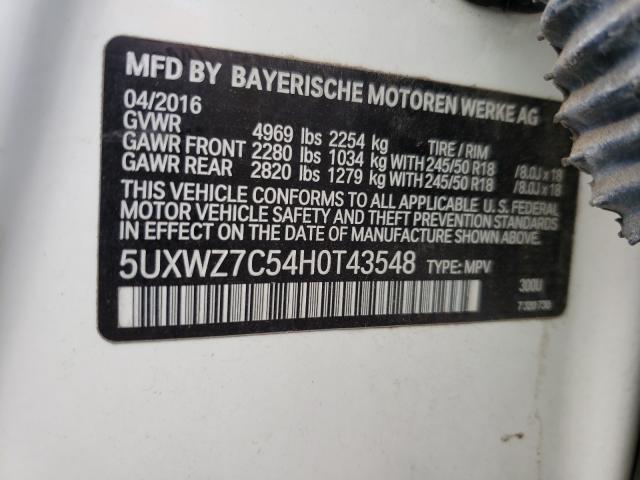 MFD BY BAYERISCHE MOTOREN WERKE AG
04/2016
GVWR 4969 lbs 2254 kg TIRE / RIM
GAWR FRONT 2280 lbs 1034 kg WITH 245/50 R18 / 8.0J x 18
GAWR REAR 2820 lbs 1279 kg WITH 245/50 R18 / 8.0J x 18
THIS VEHICLE CONFORMS TO ALL APPLICABLE U.S. FEDERAL
MOTOR VEHICLE SAFETY AND THEFT PREVENTION STANDARDS
IN EFFECT ON THE DATE OF MANUFACTURE SHOWN ABOVE.
5UXWZ7C54H0T43548 TYPE: MPV
300U